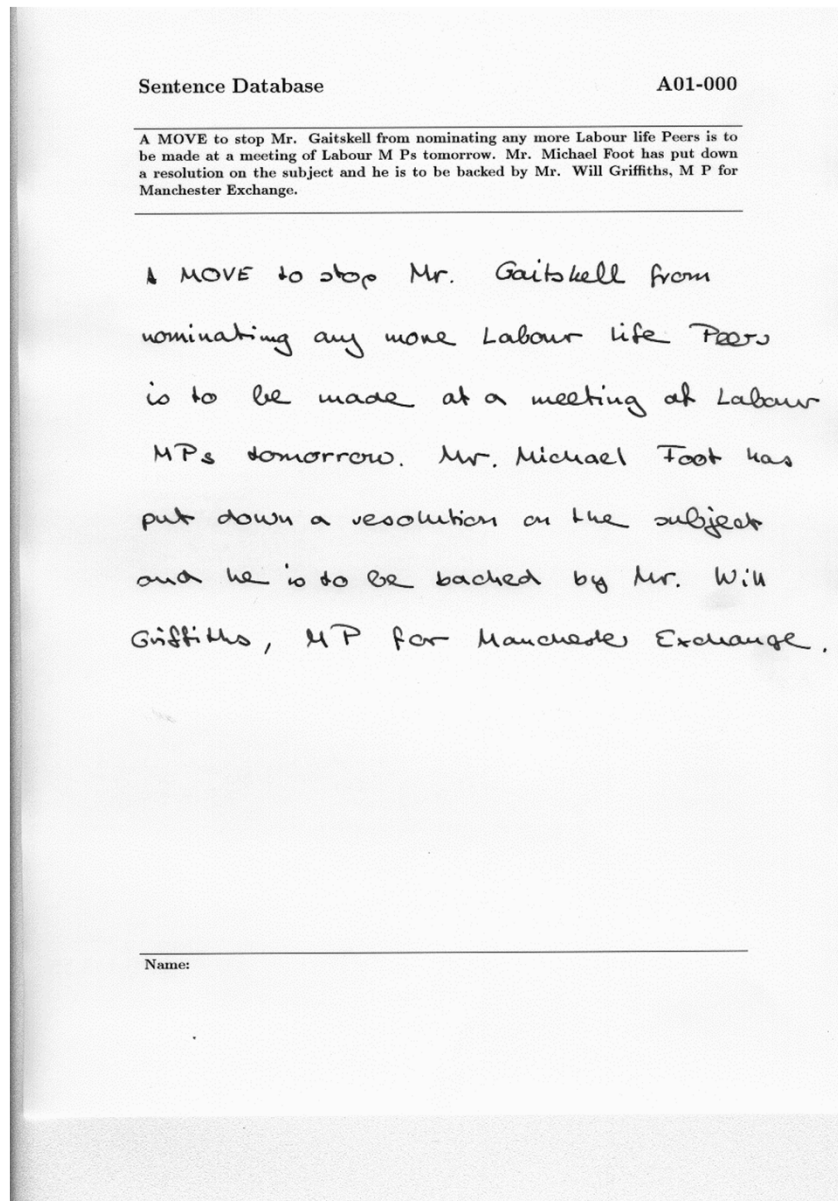 Sentence Database A01-000
A MOVE to stop Mr. Gaitskell from nominating any more Labour life Peers is to
be made at a meeting of Labour M Ps tomorrow. Mr. Michael Foot has put down
a resolution on the subject and he is to be backed by Mr. Will Griffiths, M P for
Manchester Exchange.
A MOVE to stop Mr. Gaitskell from
nominating any more Labour life Peers
is to be made at a meeting of Labour
MPs tomorrow. Mr. Michael Foot has
put down a resolution on the subject
and he is to be backed by Mr. Will
Griffiths, MP for Manchester Exchange.
Name: